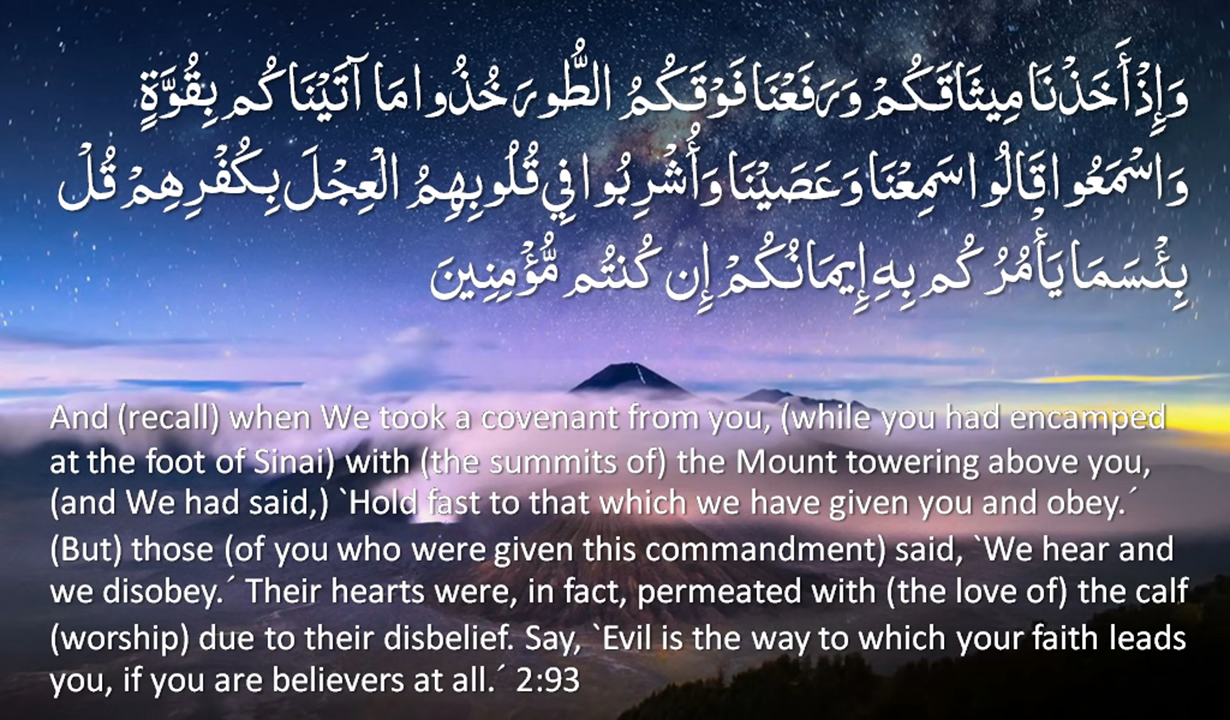 وَإِذْ أَخَذْنَا مِيثَاقَكُمْ وَرَفَعْنَا فَوْقَكُمُ الطُّورَ خُذُوا مَا آتَيْنَاكُم بِقُوَّةٍ
وَاسْمَعُوا قَالُوا سَمِعْنَا وَعَصَيْنَا وَأُشْرِبُوا فِي قُلُوبِهِمُ الْعِجْلَ بِكُفْرِهِمْ قُلْ
بِئْسَمَا يَأْمُرُكُم بِهِ إِيمَانُكُمْ إِن كُنتُم مُّؤْمِنِينَ
And (recall) when We took a covenant from you, (while you had encamped
at the foot of Sinai) with (the summits of) the Mount towering above you,
(and We had said,) `Hold fast to that which we have given you and obey.´
(But) those (of you who were given this commandment) said, `We hear and
we disobey.´ Their hearts were, in fact, permeated with (the love of) the calf
(worship) due to their disbelief. Say, `Evil is the way to which your faith leads
you, if you are believers at all.´ 2:93